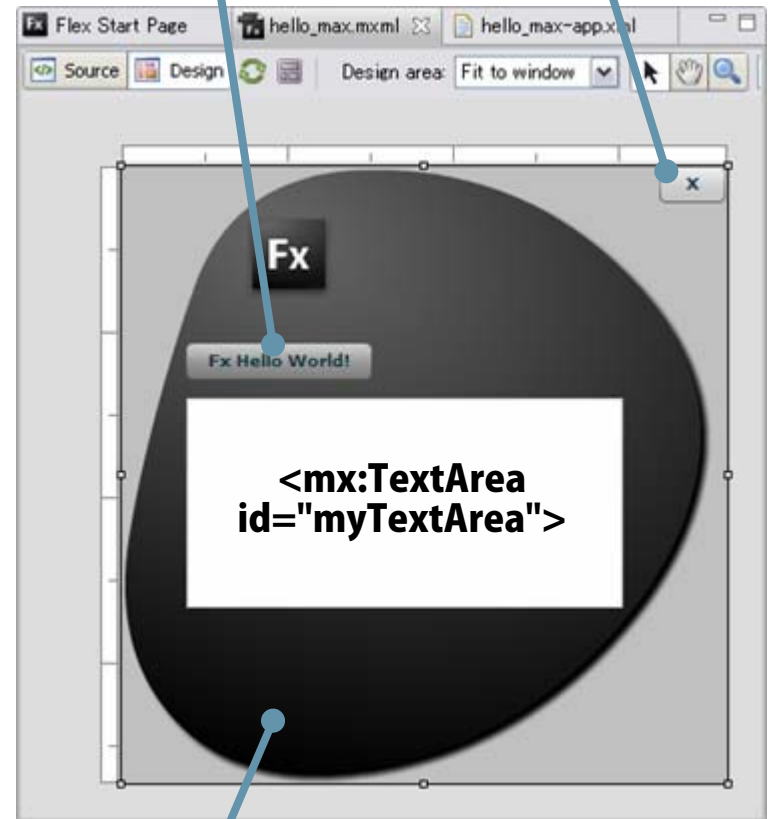 Flex Start Page hello_max.mxml hello_max-app.xml
Source Design Design area: Fit to window
x
Fx
Fx Hello World!
<mx:TextArea
id="myTextArea">